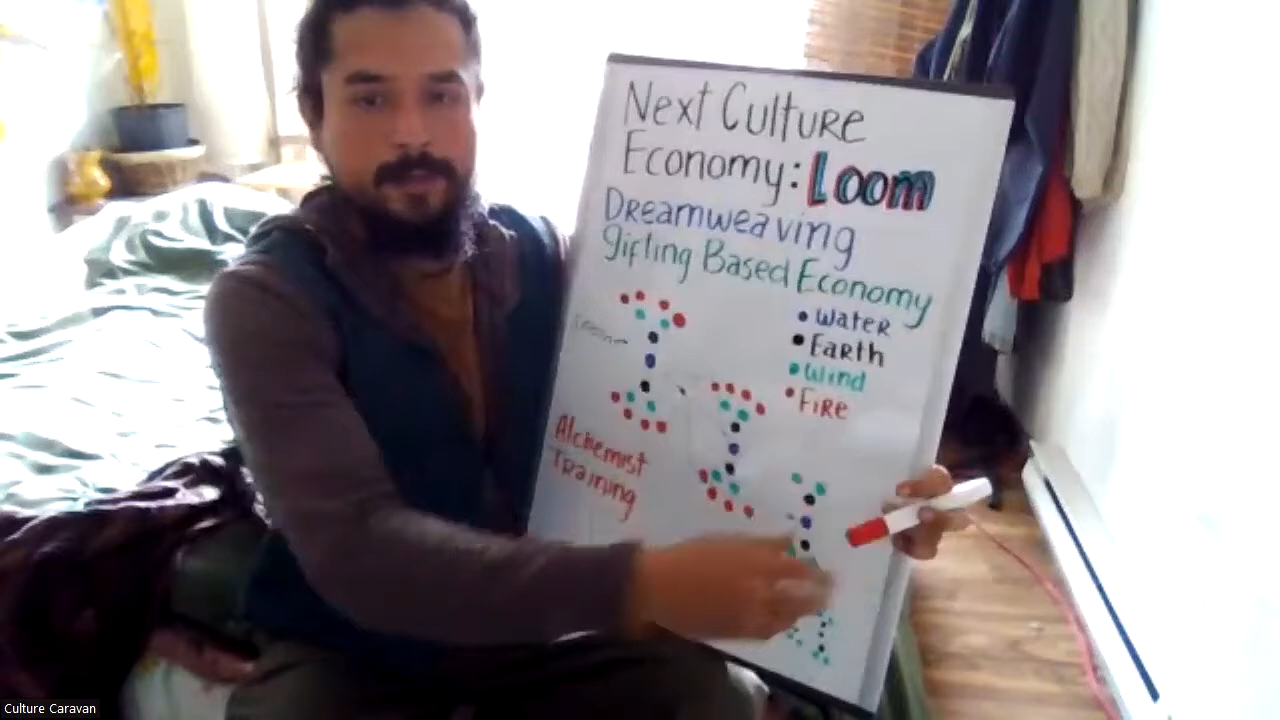 Next Culture
Economy: Loom
Dreamweaving
gifting Based Economy
Water
Earth
Wind
Fire
Alchemist
Training
Culture Caravan